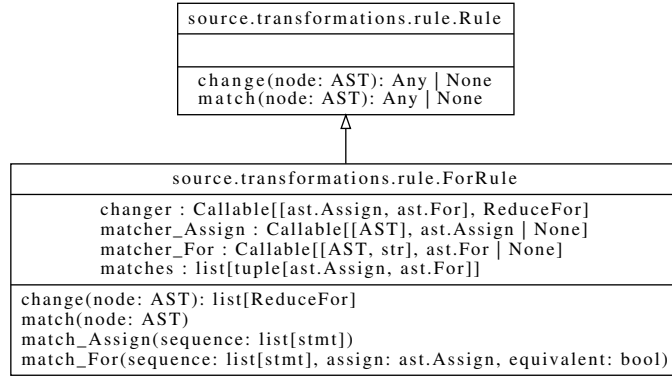 source.transformations.rule.Rule
change(node: AST): Any | None
match(node: AST): Any | None
source.transformations.rule.ForRule
changer : Callable[[ast.Assign, ast.For], ReduceFor]
matcher_Assign : Callable[[AST], ast.Assign | None]
matcher_For : Callable[[AST, str], ast.For | None]
matches : list[tuple[ast.Assign, ast.For]]
change(node: AST): list[ReduceFor]
match(node: AST)
match_Assign(sequence: list[stmt])
match_For(sequence: list[stmt], assign: ast.Assign, equivalent: bool)